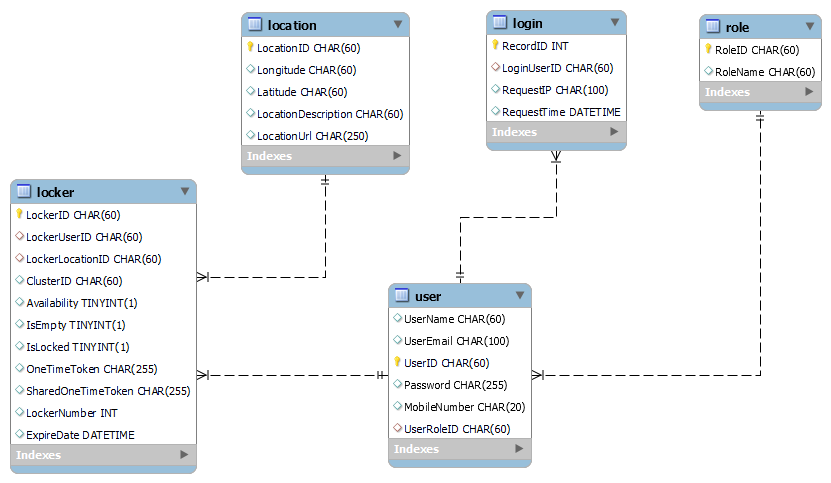 location
LocationID CHAR(60)
Longitude CHAR(60)
Latitude CHAR(60)
LocationDescription CHAR(60)
LocationUrl CHAR(250)
Indexes
login
RecordID INT
LoginUserID CHAR(60)
RequestIP CHAR(100)
RequestTime DATETIME
Indexes
role
RoleID CHAR(60)
RoleName CHAR(60)
Indexes
locker
LockerID CHAR(60)
LockerUserID CHAR(60)
LockerLocationID CHAR(60)
ClusterID CHAR(60)
Availability TINYINT(1)
IsEmpty TINYINT(1)
IsLocked TINYINT(1)
OneTimeToken CHAR(255)
SharedOneTimeToken CHAR(255)
LockerNumber INT
ExpireDate DATETIME
Indexes
user
UserName CHAR(60)
UserEmail CHAR(100)
UserID CHAR(60)
Password CHAR(255)
MobileNumber CHAR(20)
UserRoleID CHAR(60)
Indexes